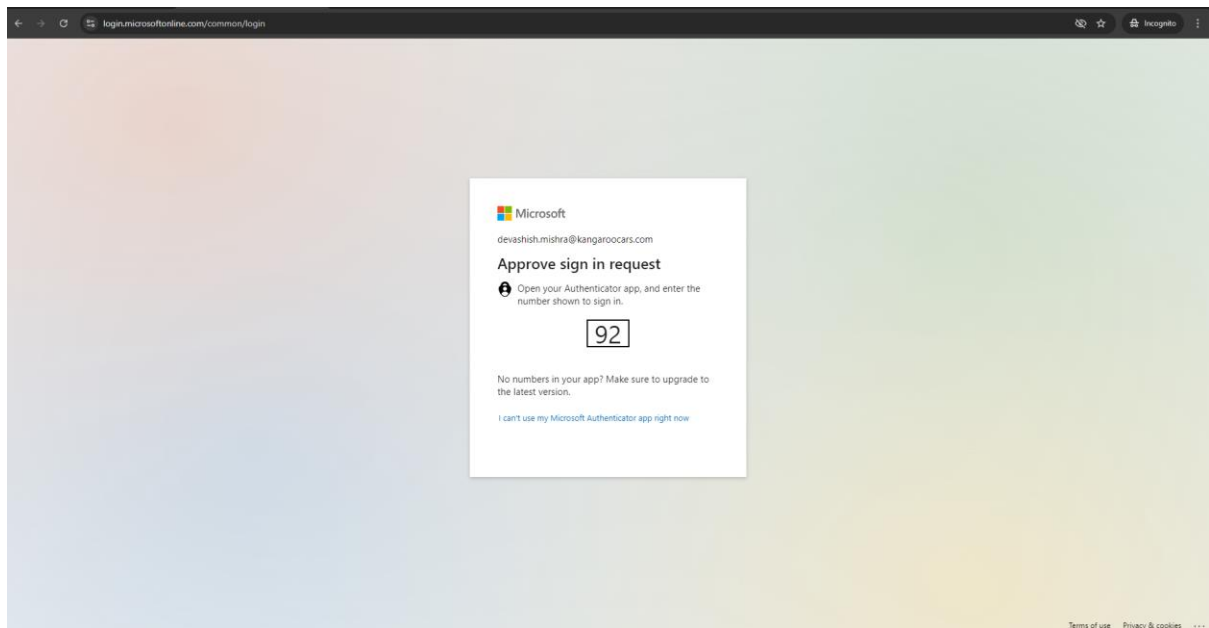 login.microsoftonline.com/common/login
Incognito
Microsoft
devashish.mishra@kangaroocars.com
Approve sign in request
Open your Authenticator app, and enter the
number shown to sign in.
92
No numbers in your app? Make sure to upgrade to
the latest version.
I can't use my Microsoft Authenticator app right now
Terms of use Privacy & cookies ...